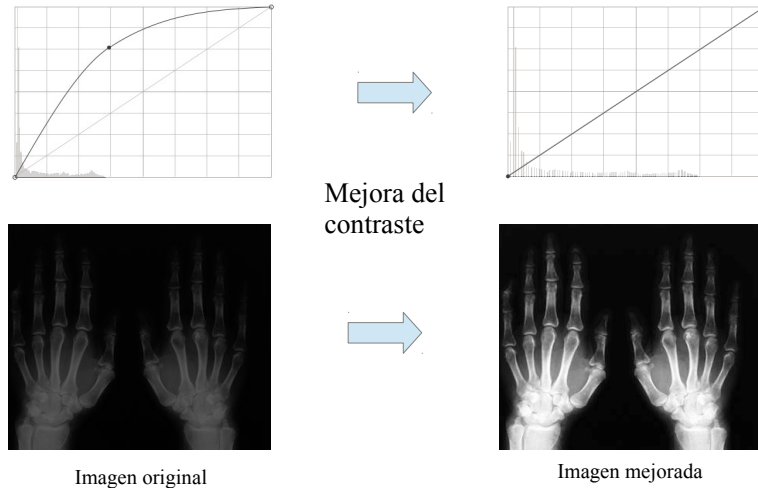 Mejora del
contraste
Imagen original
Imagen mejorada